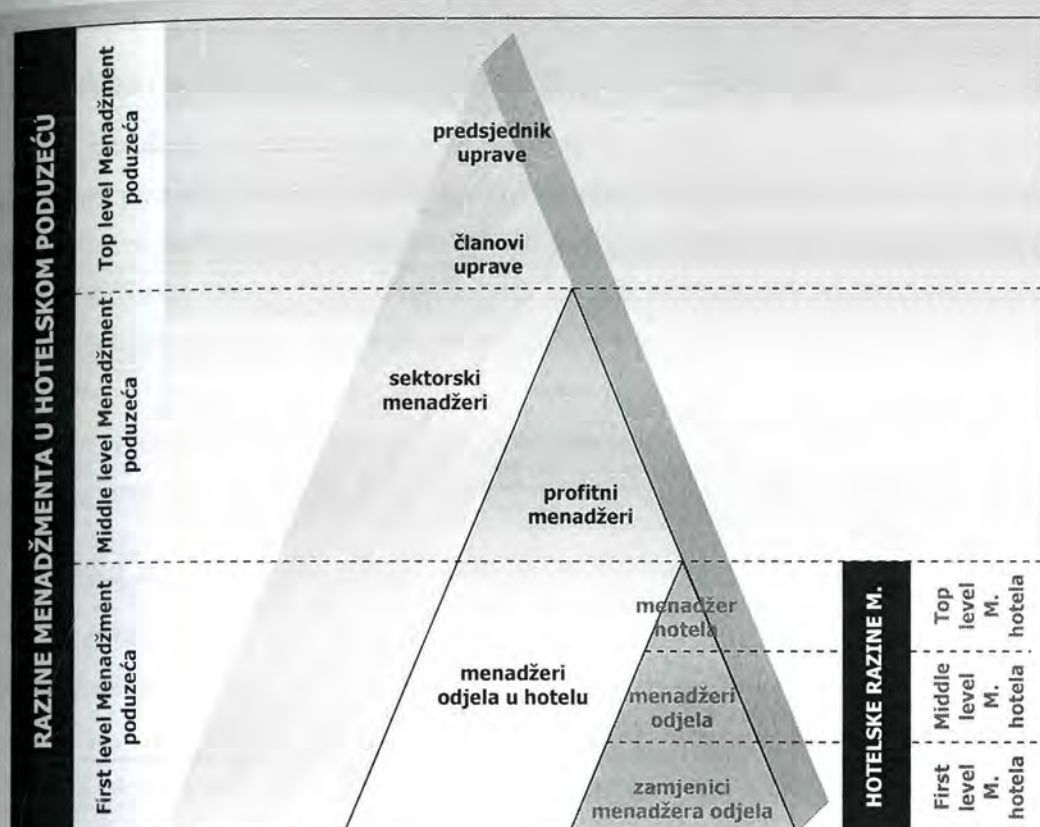 RAZINE MENADŽMENTA U HOTELSKOM PODUZEĆU
Top level Menadžment
poduzeća
predsjednik
uprave
članovi
uprave
Middle level Menadžment
poduzeća
sektorski
menadžeri
profitni
menadžeri
First level Menadžment
poduzeća
menadžeri
odjela u hotelu
menadžer
hotela
menadžeri
odjela
zamjenici
menadžera odjela
HOTELSKE RAZINE M.
Top
level
M.
hotela
Middle
level
M.
hotela
First
level
M.
hotela